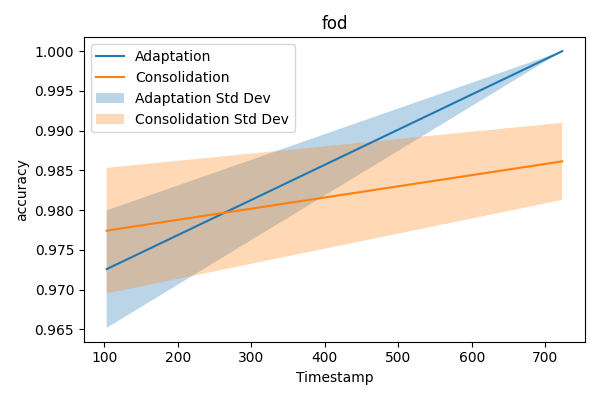 fod
Adaptation
Consolidation
Adaptation Std Dev
Consolidation Std Dev
1.000
0.995
0.990
0.985
0.980
0.975
0.970
0.965
accuracy
100 200 300 400 500 600 700
Timestamp